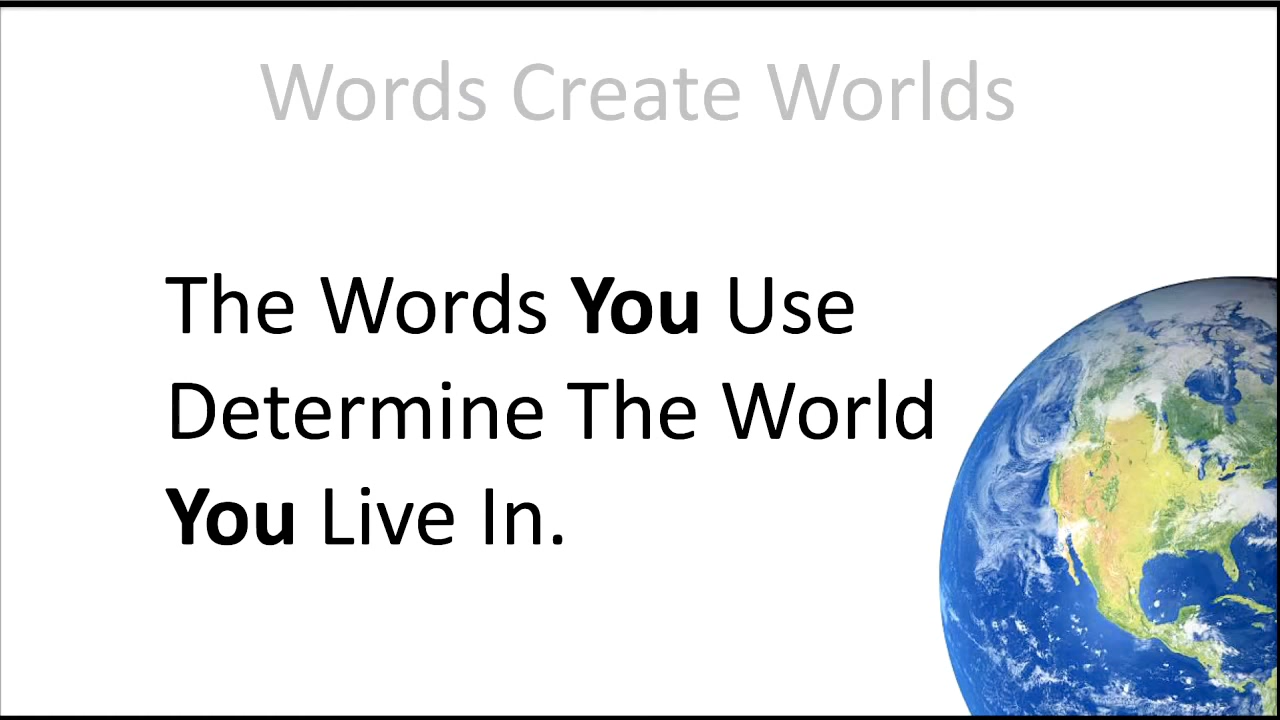 Words Create Worlds
The Words You Use
Determine The World
You Live In.